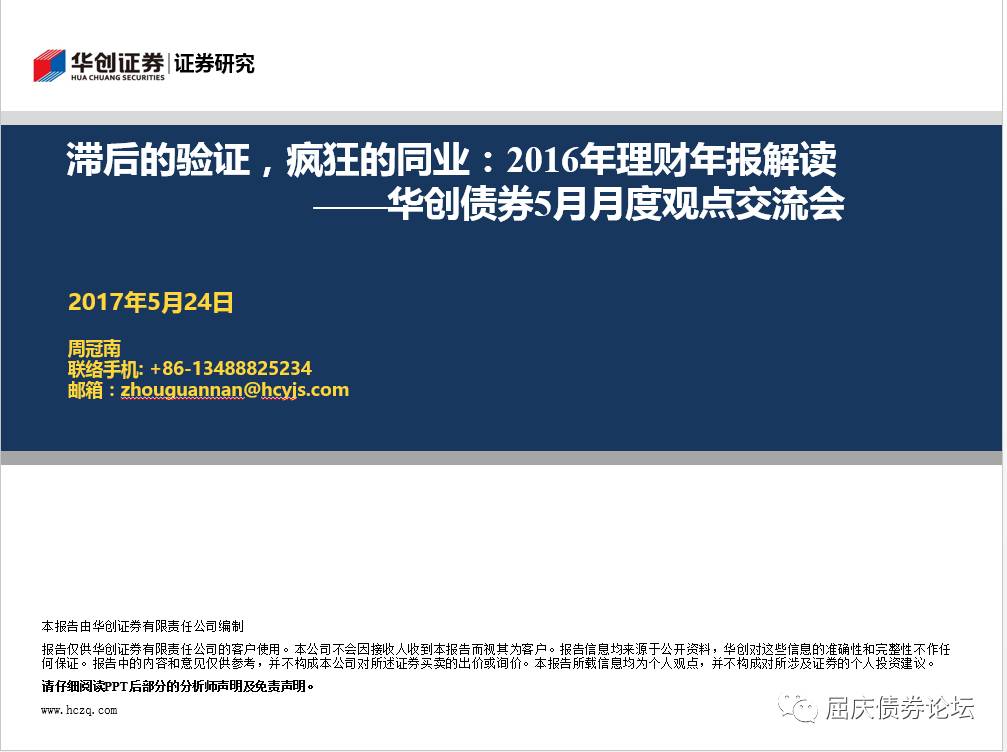 华创证券 证券研究
HUA CHUANG SECURITIES
滞后的验证，疯狂的同业：2016年理财年报解读
——华创债券5月月度观点交流会
2017年5月24日
周冠南
联络手机: +86-13488825234
邮箱：zhouguannan@hcyjs.com
本报告由华创证券有限责任公司编制
报告仅供华创证券有限责任公司的客户使用。本公司不会因接收人收到本报告而视其为客户。报告信息均来源于公开资料，华创对这些信息的准确性和完整性不作任
何保证。报告中的内容和意见仅供参考，并不构成本公司对所述证券买卖的出价或询价。本报告所载信息均为个人观点，并不构成对所涉及证券的个人投资建议。
请仔细阅读PPT后部分的分析师声明及免责声明。
www.hczq.com
屈庆债券论坛